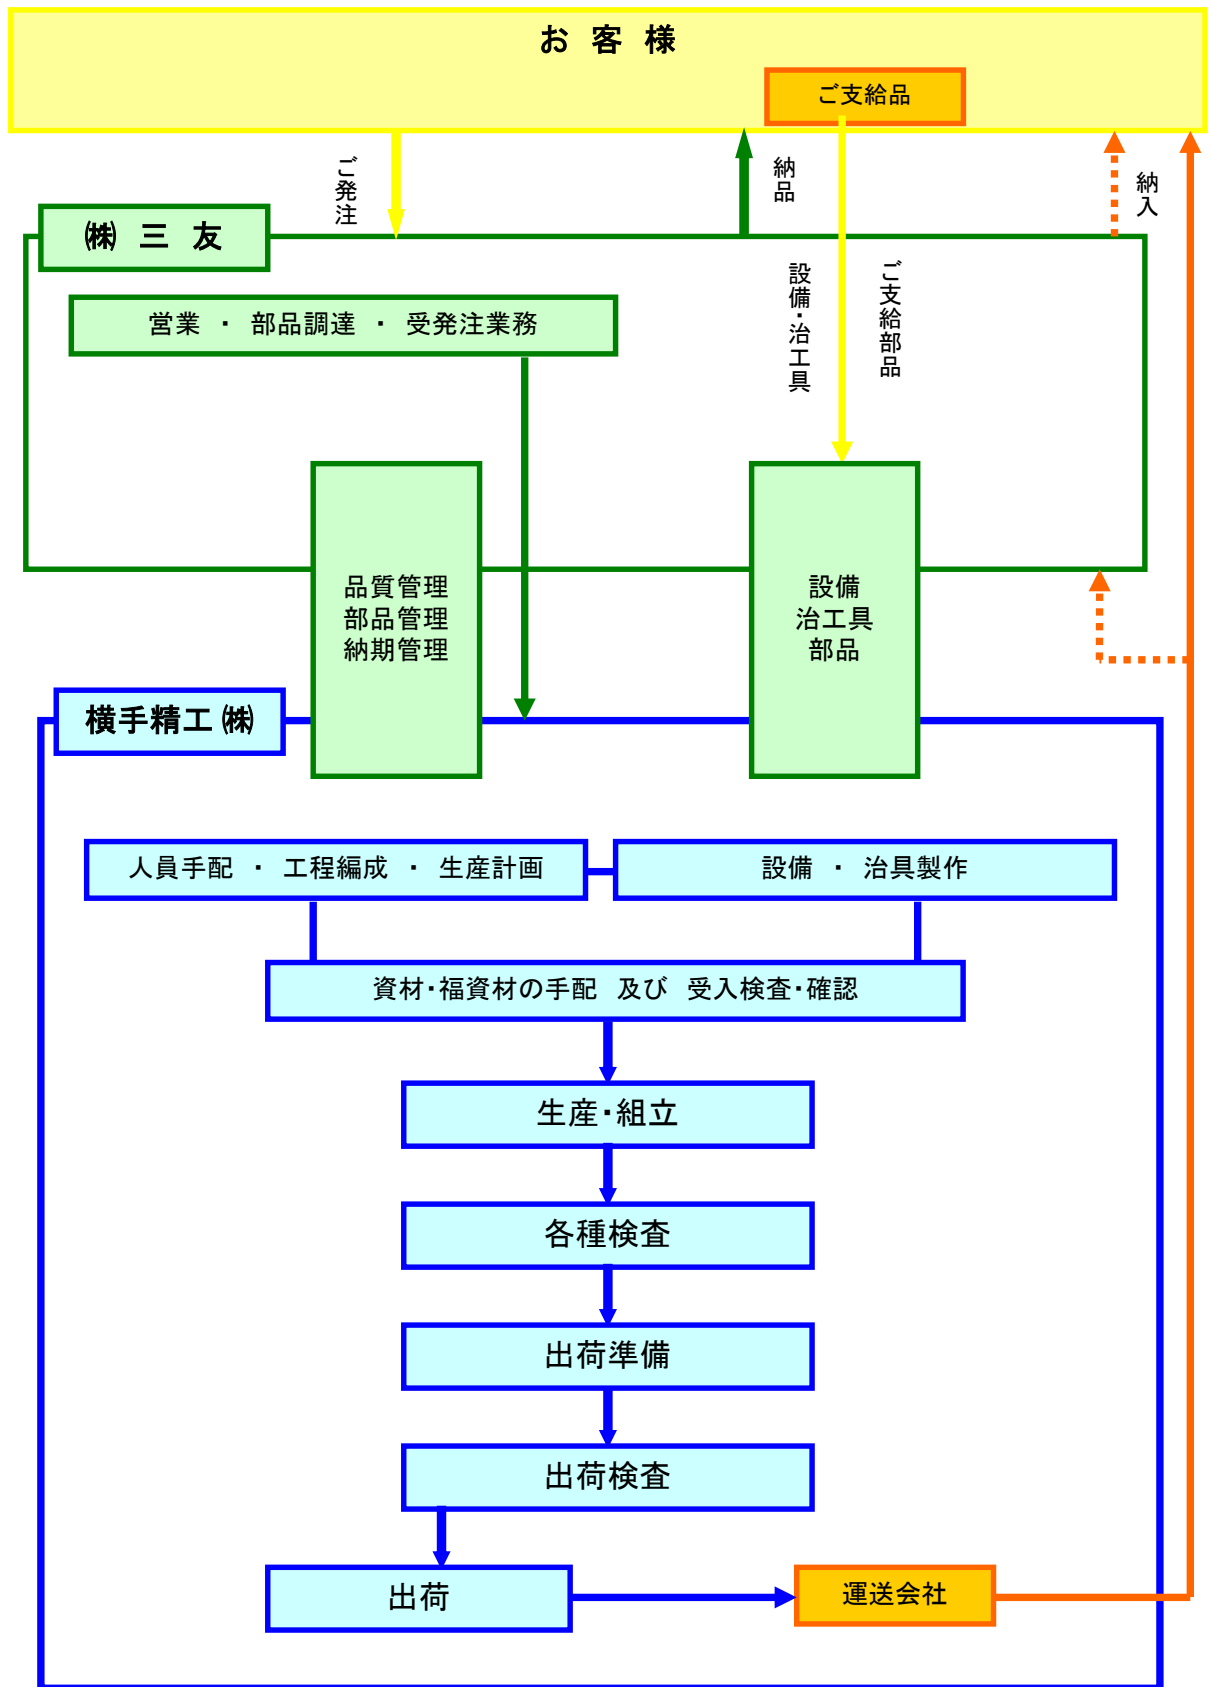 お 客 様
ご支給品
ご発注
納品
納入
㈱ 三 友
設備・治工具
ご支給部品
営業 ・ 部品調達 ・ 受発注業務
品質管理
部品管理
納期管理
設備
治工具
部品
横手精工㈱
人員手配 ・ 工程編成 ・ 生産計画
設備 ・ 治具製作
資材・福資材の手配 及び 受入検査・確認
生産・組立
各種検査
出荷準備
出荷検査
出荷
運送会社